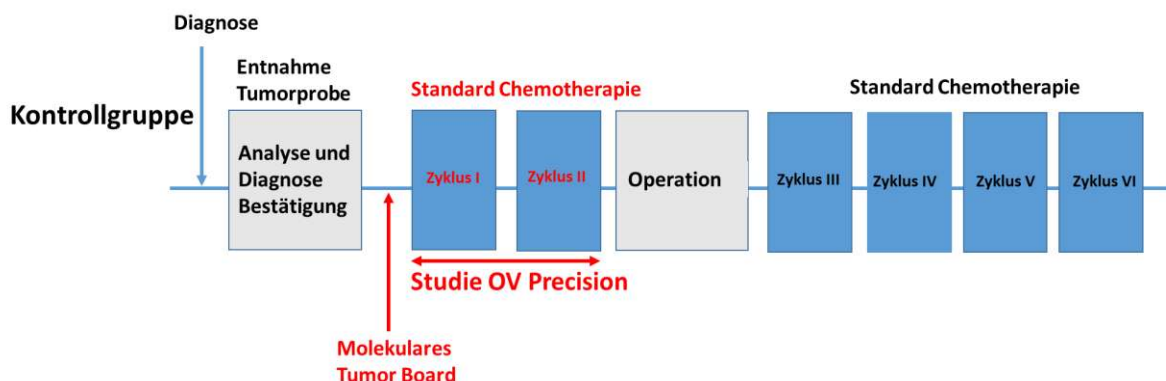 Diagnose
Entnahme
Tumorprobe
Kontrollgruppe
Analyse und
Diagnose
Bestätigung
Standard Chemotherapie
Zyklus I
Zyklus II
Operation
Standard Chemotherapie
Zyklus III
Zyklus IV
Zyklus V
Zyklus VI
Studie OV Precision
Molekulares
Tumor Board